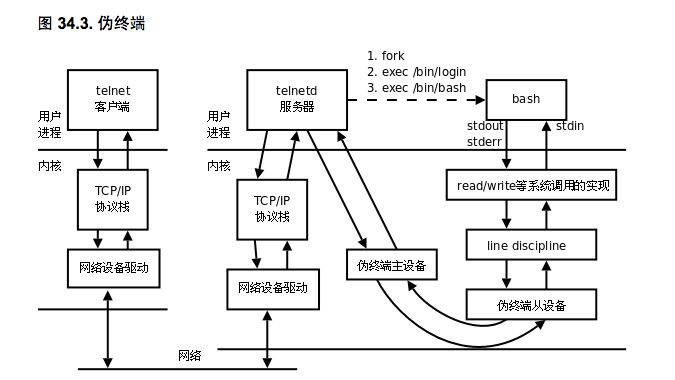 图 34.3. 伪终端
1. fork
2. exec /bin/login
3. exec /bin/bash
telnet
客户端
telnetd
服务器
bash
用户
进程
用户
进程
stdout
stderr
stdin
内核
内核
TCP/IP
协议栈
TCP/IP
协议栈
read/write等系统调用的实现
line discipline
网络设备驱动
伪终端主设备
网络设备驱动
伪终端从设备
网络